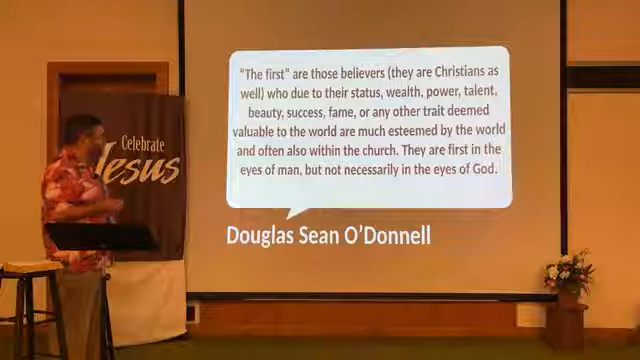 Celebrate
Jesus
“The first” are those believers (they are Christians as
well) who due to their status, wealth, power, talent,
beauty, success, fame, or any other trait deemed
valuable to the world are much esteemed by the world
and often also within the church. They are first in the
eyes of man, but not necessarily in the eyes of God.
Douglas Sean O’Donnell